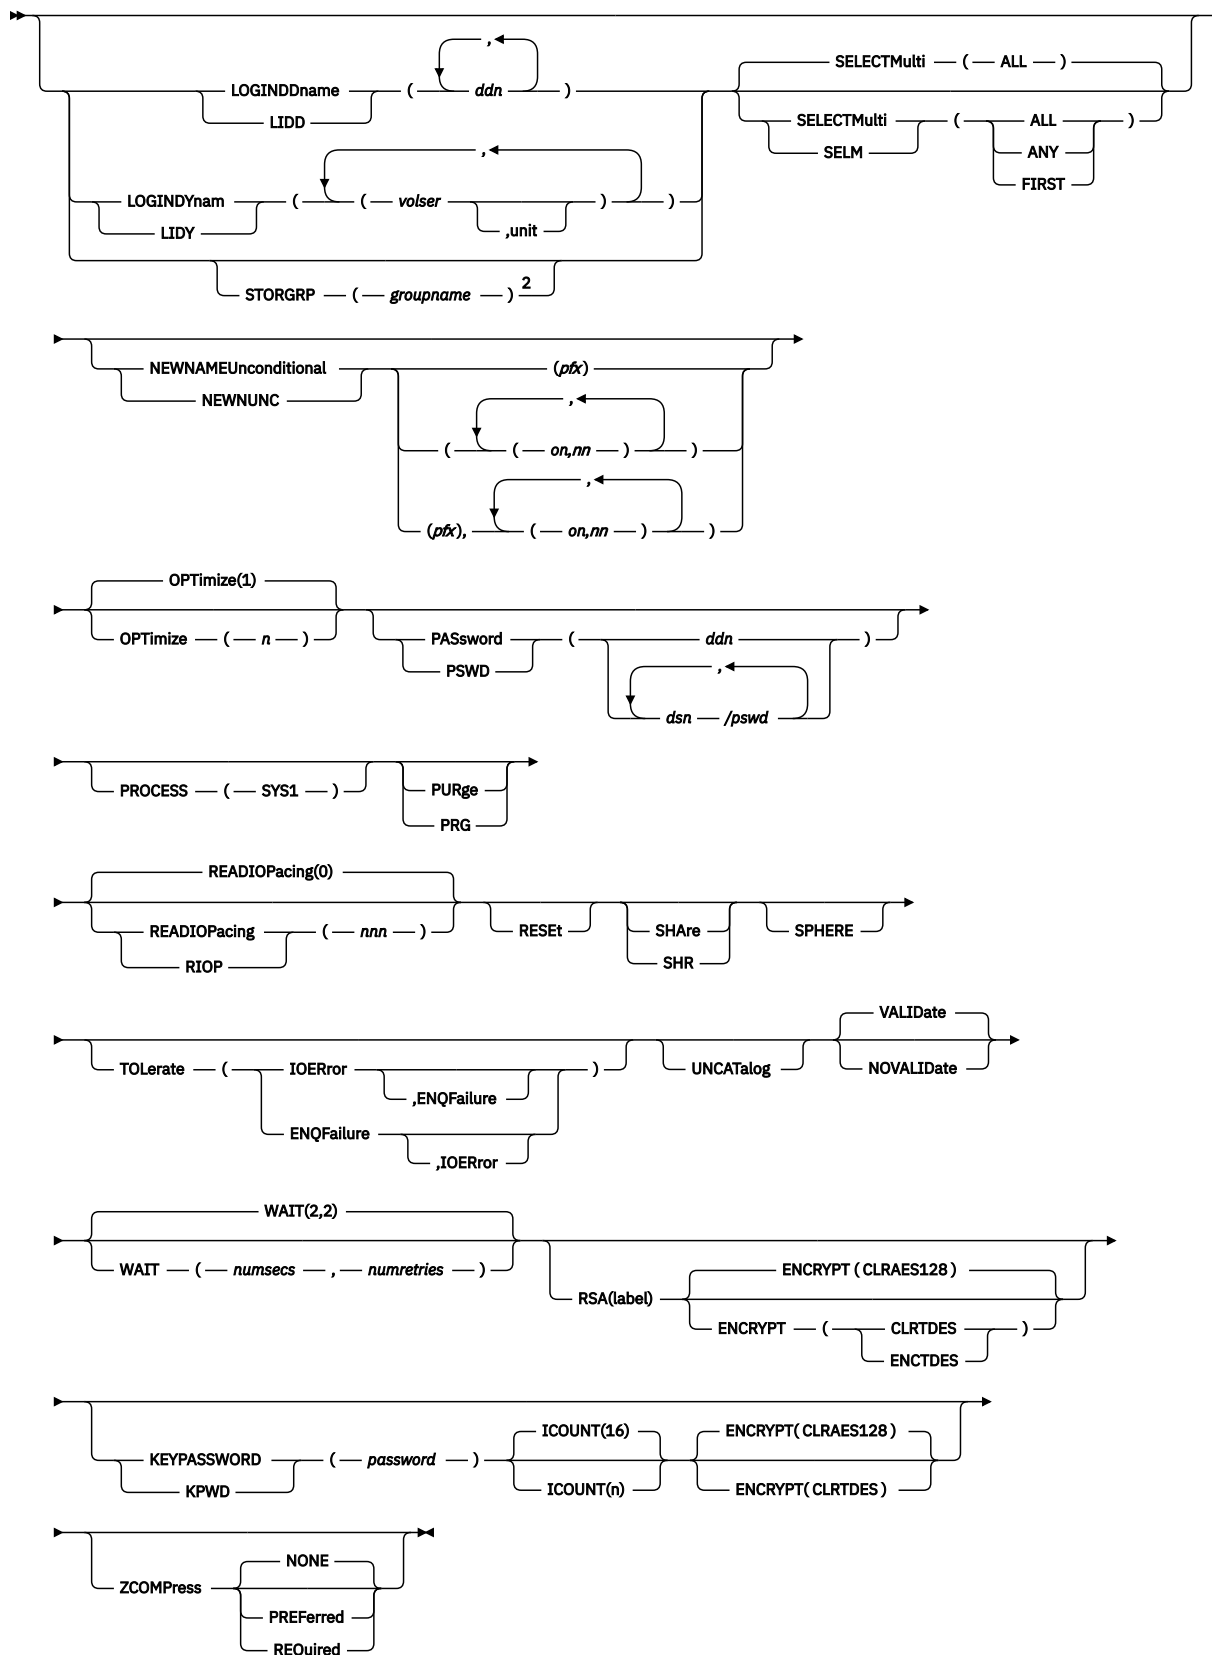 ,
SELECTMulti ( ALL )
LOGINDDname ( ddn )
LIDD
SELECTMulti ( ALL )
SELM ANY
FIRST
,
LOGINDYnam ( ( volser ) )
LIDY ,unit
STORGRP ( groupname ) 2
NEWNAMEUnconditional (pfx)
NEWNUNC
,
( ( on,nn ) )
,
(pfx), ( on,nn ) )
OPTimize(1)
OPTimize ( n ) PASsword ( ddn )
PSWD
,
dsn /pswd
PROCESS ( SYS1 ) PURge
PRG
READIOPacing(0)
READIOPacing ( nnn ) RESEt SHAre SPHERE
RIOP SHR
VALIDate
TOLerate ( IOERror ) UNCATalog NOVALIDate
,ENQFailure
ENQFailure
,IOERror
WAIT(2,2)
WAIT ( numsecs , numretries )
ENCRYPT ( CLRAES128 )
RSA(label)
ENCRYPT ( CLRTDES )
ENCTDES
ICOUNT(16) ENCRYPT( CLRAES128 )
KEYPASSWORD ( password )
KPWD ICOUNT(n) ENCRYPT( CLRTDES )
NONE
ZCOMPress
PREFerred
REQuired